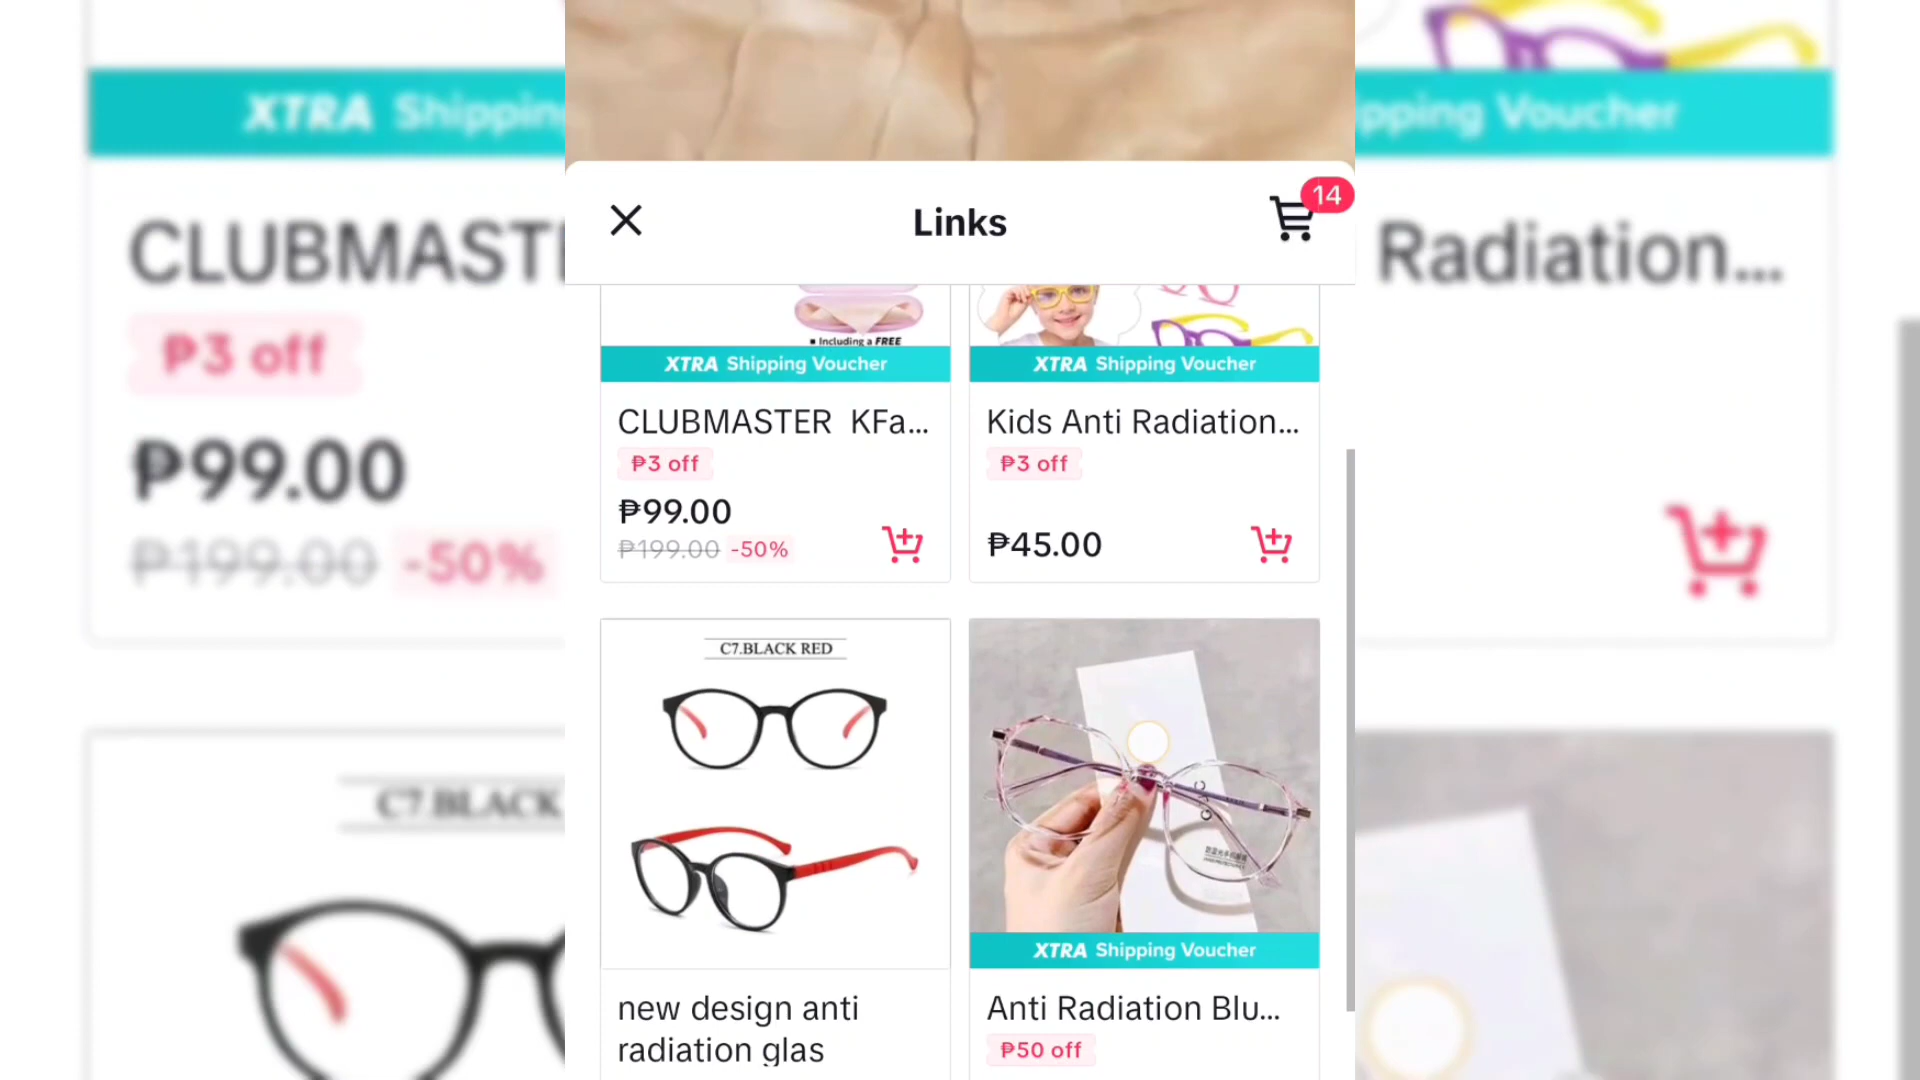 Links
14
■ Including a FREE
XTRA Shipping Voucher
XTRA Shipping Voucher
CLUBMASTER KFa...
Kids Anti Radiation...
₱3 off
₱3 off
₱99.00
₱199.00 -50%
₱45.00
C7.BLACK RED
XTRA Shipping Voucher
new design anti
radiation glas
Anti Radiation Blu...
₱50 off
XTRA Shipping
pping Voucher
CLUBMAST
Radiation...
₱3 off
₱99.00
₱199.00 -50%
C7.BLACK